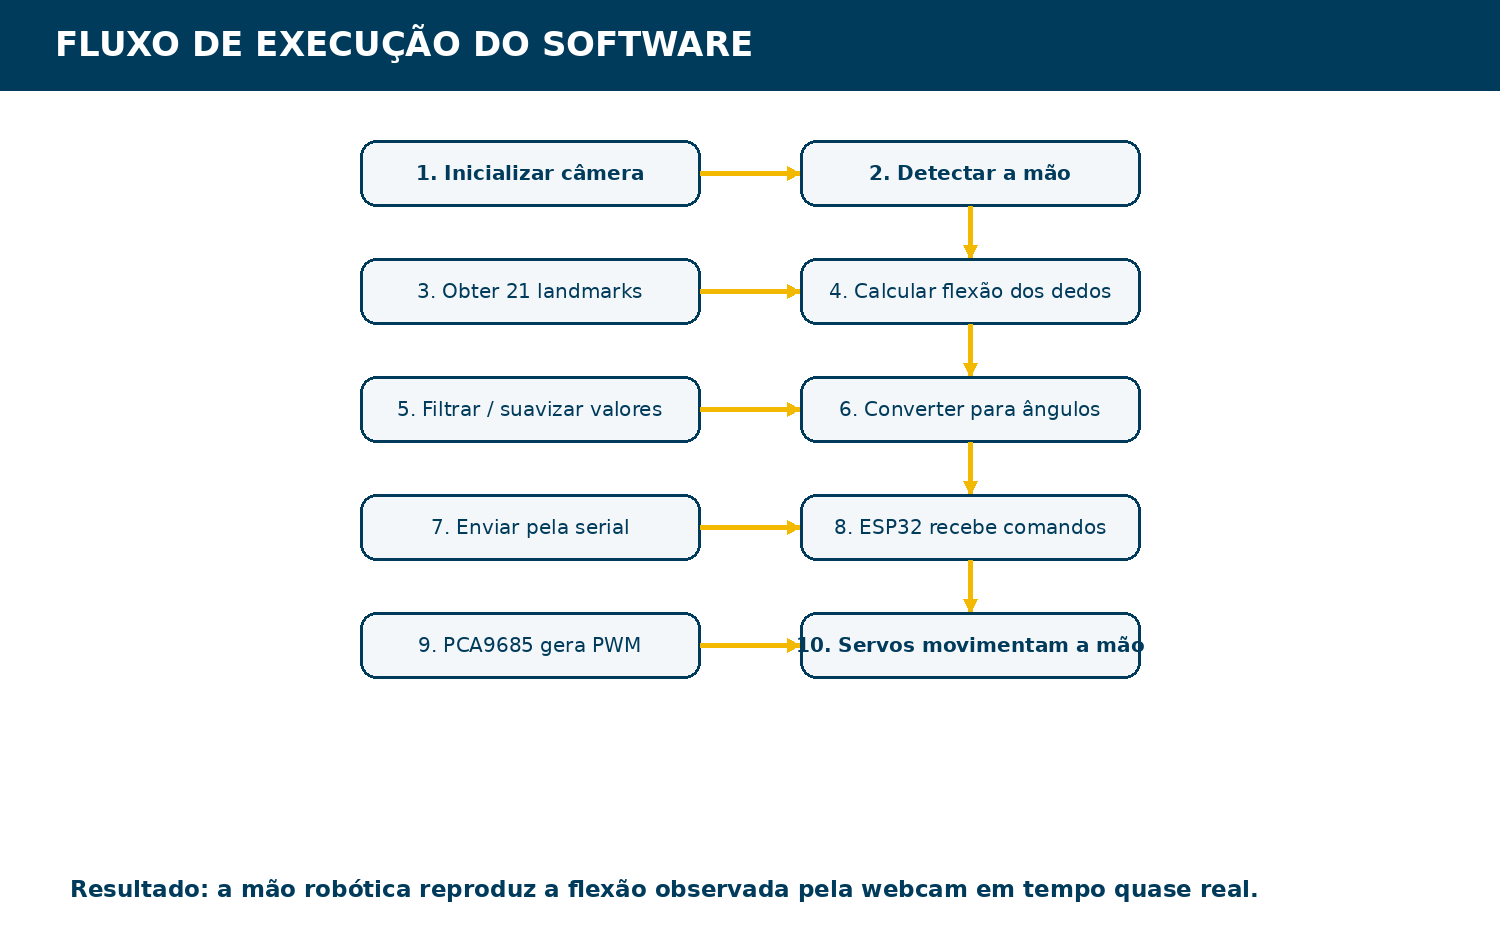 FLUXO DE EXECUÇÃO DO SOFTWARE
1. Inicializar câmera
2. Detectar a mão
3. Obter 21 landmarks
4. Calcular flexão dos dedos
5. Filtrar / suavizar valores
6. Converter para ângulos
7. Enviar pela serial
8. ESP32 recebe comandos
9. PCA9685 gera PWM
10. Servos movimentam a mão
Resultado: a mão robótica reproduz a flexão observada pela webcam em tempo quase real.